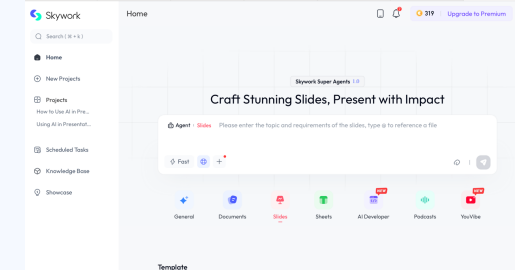 Skywork
Home
319
Upgrade to Premium
Search ( ⌘ + k )
Home
New Projects
Projects
How to Use AI in Pre...
Using AI in Presentat...
Scheduled Tasks
Knowledge Base
Showcase
Skywork Super Agents 1.0
Craft Stunning Slides, Present with Impact
Agent · Slides Please enter the topic and requirements of the slides, type @ to reference a file
Fast
General
Documents
Slides
Sheets
NEW
AI Developer
Podcasts
NEW
YouVibe
Template